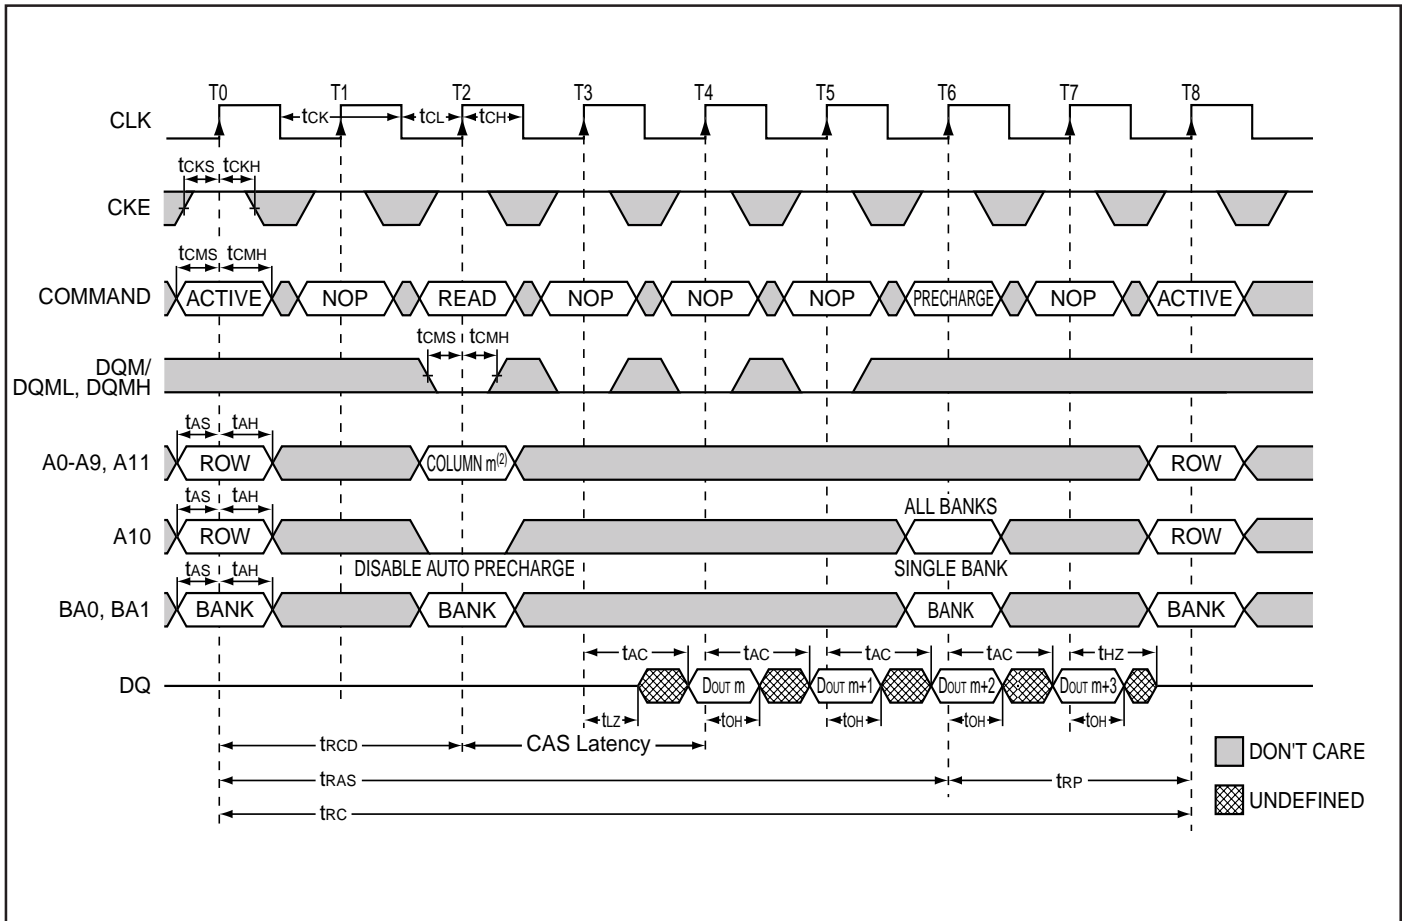 T0 T1 T2 T3 T4 T5 T6 T7 T8
CLK tCK tCL tCH
tCKS tCKH
CKE
tCMS tCMH
COMMAND ACTIVE NOP READ NOP NOP NOP PRECHARGE NOP ACTIVE
tCMS tCMH
DQM/
DQML, DQMH
tAS tAH
A0-A9, A11 ROW COLUMN m(2) ROW
tAS tAH ALL BANKS
A10 ROW ROW
tAS tAH DISABLE AUTO PRECHARGE SINGLE BANK
BA0, BA1 BANK BANK BANK BANK
tAC tAC tAC tAC tHZ
DQ DOUT m DOUT m+1 DOUT m+2 DOUT m+3
tLZ tOH tOH tOH tOH
tRCD CAS Latency
DON'T CARE
tRAS tRP
UNDEFINED
tRC